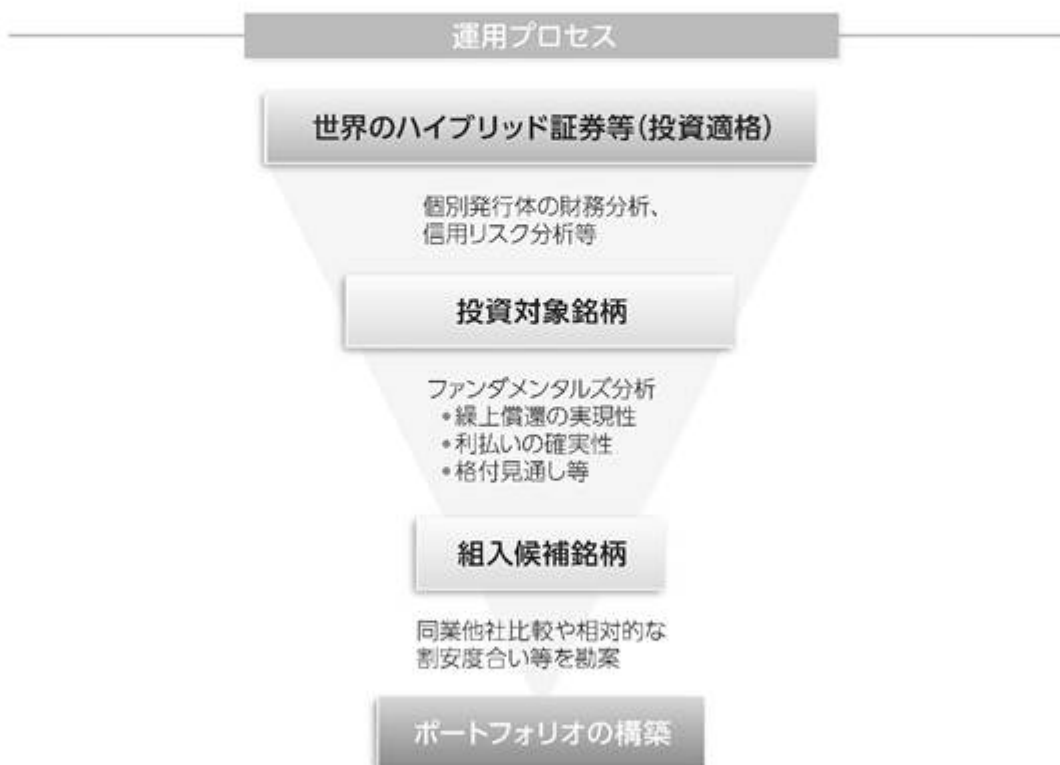 運用プロセス
世界のハイブリッド証券等(投資適格)
個別発行体の財務分析、
信用リスク分析等
投資対象銘柄
ファンダメンタルズ分析
•繰上償還の実現性
•利払いの確実性
•格付見通し等
組入候補銘柄
同業他社比較や相対的な
割安度合い等を勘案
ポートフォリオの構築